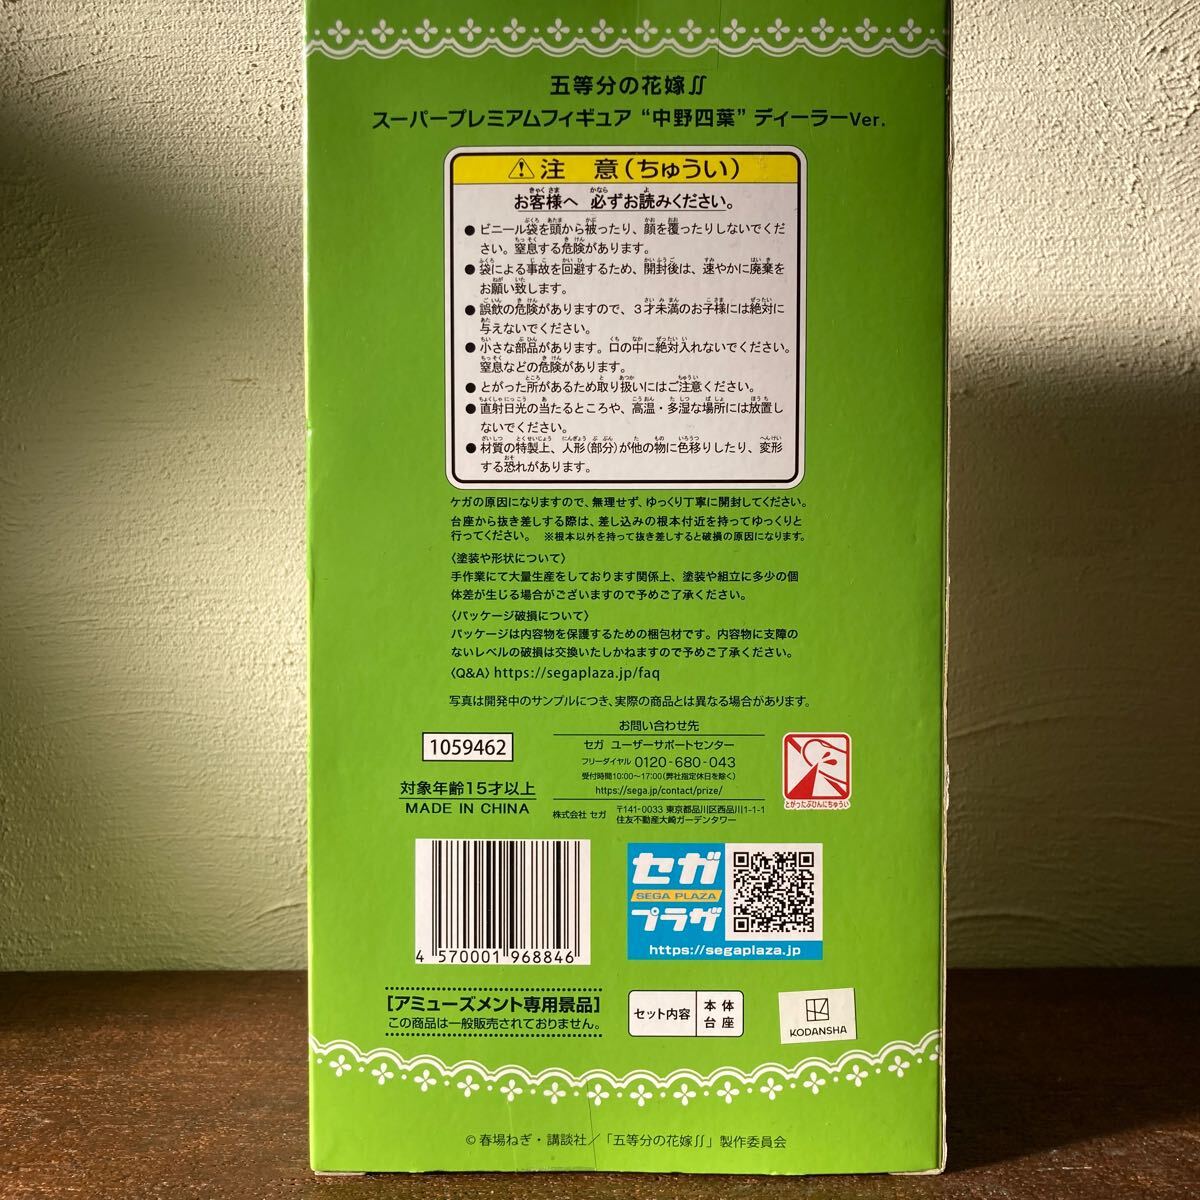 五等分の花嫁∬
スーパープレミアムフィギュア “中野四葉” ディーラーVer.
注 意(ちゅうい)
お客様へ 必ずお読みください。
● ビニール袋を頭から被ったり、顔を覆ったりしないでくだ
さい。窒息する危険があります。
● 袋による事故を回避するため、開封後は、速やかに廃棄を
お願い致します。
● 誤飲の危険がありますので、3才未満のお子様には絶対に
与えないでください。
● 小さな部品があります。口の中に絶対入れないでください。
窒息などの危険があります。
● とがった所があるため取り扱いにはご注意ください。
● 直射日光の当たるところや、高温・多湿な場所には放置し
ないでください。
● 材質の特製上、人形(部分)が他の物に色移りしたり、変形
する恐れがあります。
ケガの原因になりますので、無理せず、ゆっくり丁寧に開封してください。
台座から抜き差しする際は、差し込みの根本付近を持ってゆっくりと
行ってください。 ※根本以外を持って抜き差しすると破損の原因になります。
〈塗装や形状について〉
手作業にて大量生産をしております関係上、塗装や組立に多少の個
体差が生じる場合がございますので予めご了承ください。
〈パッケージ破損について〉
パッケージは内容物を保護するための梱包材です。内容物に支障の
ないレベルの破損は交換いたしかねますので予めご了承ください。
〈Q&A〉https://segaplaza.jp/faq
写真は開発中のサンプルにつき、実際の商品とは異なる場合があります。
お問い合わせ先
セガ ユーザーサポートセンター
フリーダイヤル 0120-680-043
受付時間10:00〜17:00(弊社指定休日を除く)
https://sega.jp/contact/prize/
株式会社 セガ 〒141-0033 東京都品川区西品川1-1-1
住友不動産大崎ガーデンタワー
1059462
対象年齢15才以上
MADE IN CHINA
とがったぶひんにちゅうい
4 570001 968846
セガ
SEGA PLAZA
プラザ
https://segaplaza.jp
[アミューズメント専用景品]
この商品は一般販売されておりません。
セット内容 本体
台座
KODANSHA
© 春場ねぎ・講談社／「五等分の花嫁∬」製作委員会